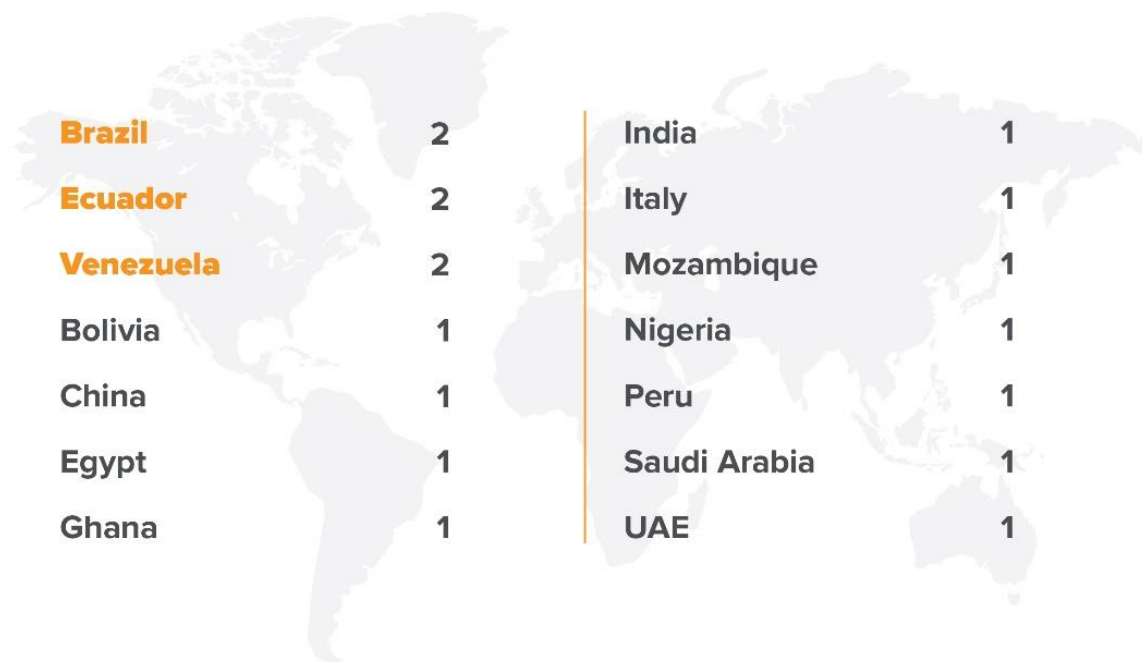 Brazil 2
Ecuador 2
Venezuela 2
Bolivia 1
China 1
Egypt 1
Ghana 1
India 1
Italy 1
Mozambique 1
Nigeria 1
Peru 1
Saudi Arabia 1
UAE 1